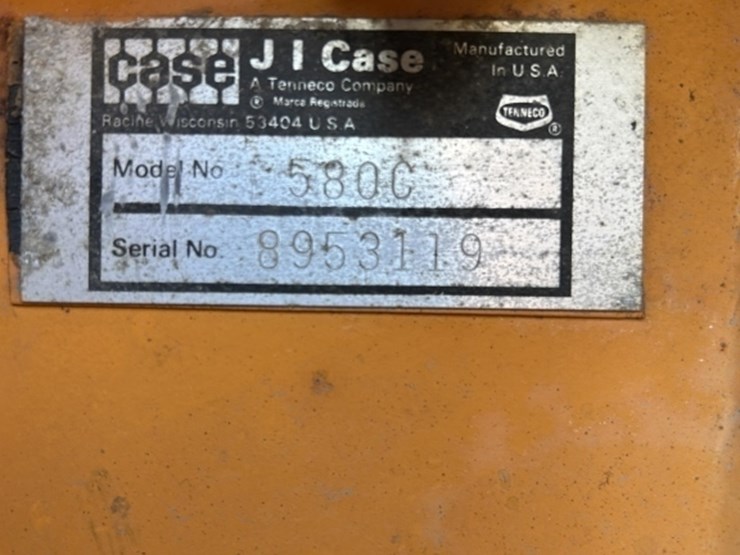 case
J I Case
A Tenneco Company
® Marca Registrada
Racine, Wisconsin 53404 U.S.A.
Manufactured
In U.S.A.
TENNECO
®
Model No 580C
Serial No. 8953119